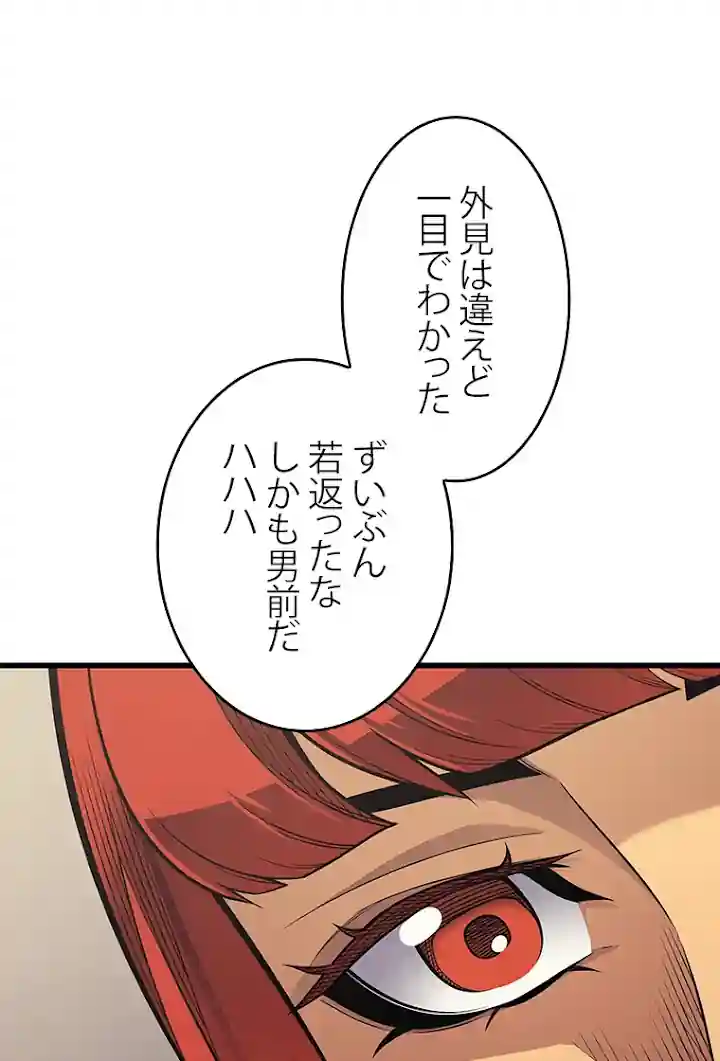 外見は違えど
一目でわかった
ずいぶん
若返ったな
しかも男前だ
ハハハ